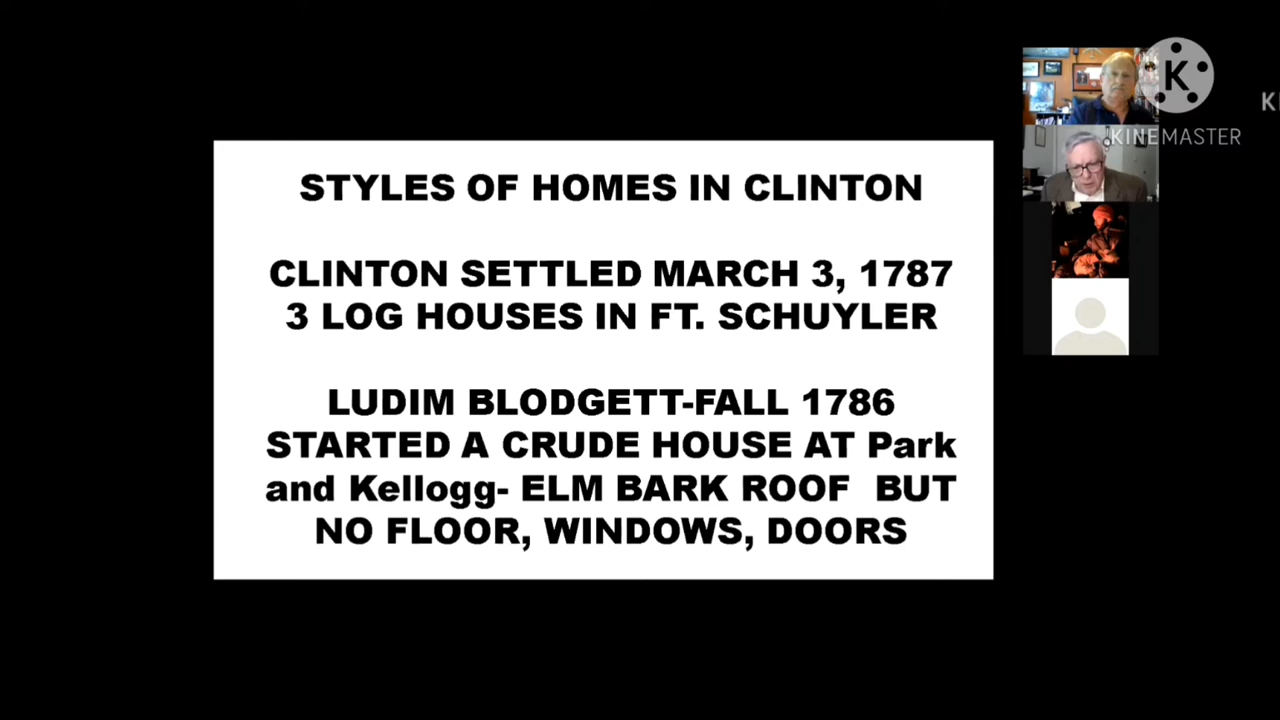 STYLES OF HOMES IN CLINTON
CLINTON SETTLED MARCH 3, 1787
3 LOG HOUSES IN FT. SCHUYLER
LUDIM BLODGETT-FALL 1786
STARTED A CRUDE HOUSE AT Park
and Kellogg- ELM BARK ROOF BUT
NO FLOOR, WINDOWS, DOORS
K
KINEMASTER
K